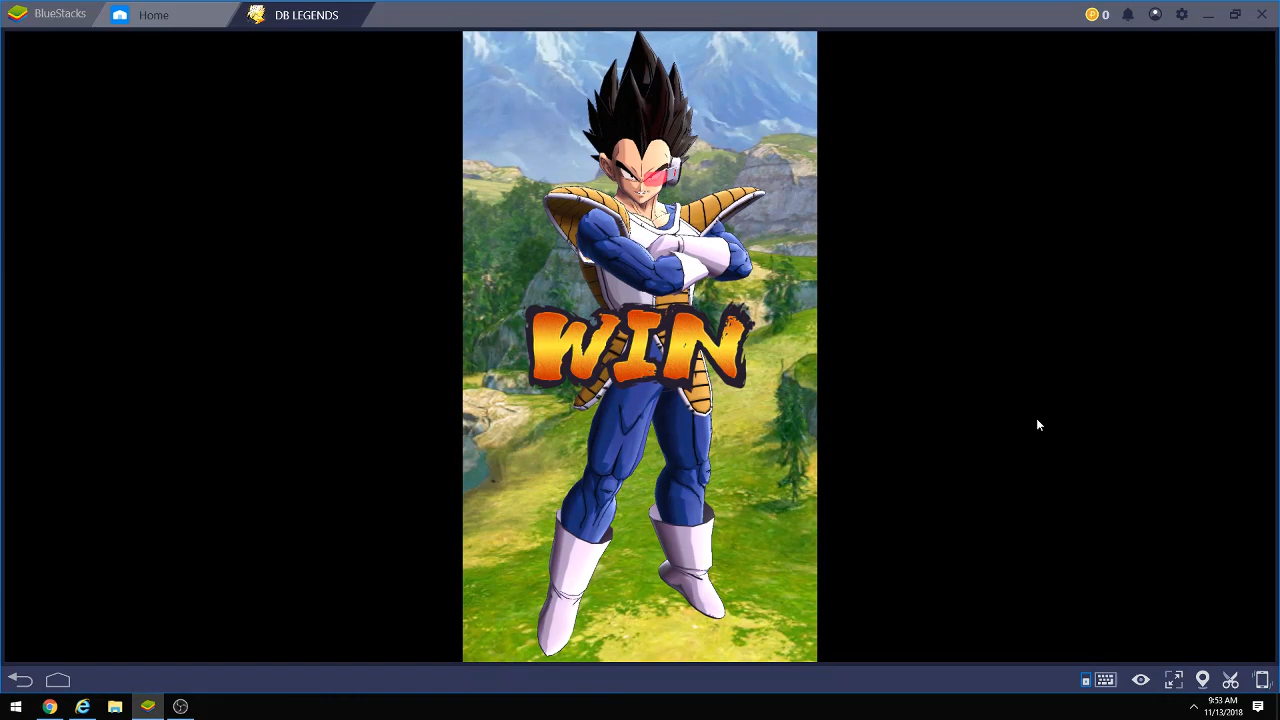 BlueStacks
Home
DB LEGENDS
0
WIN
9:53 AM
11/13/2018